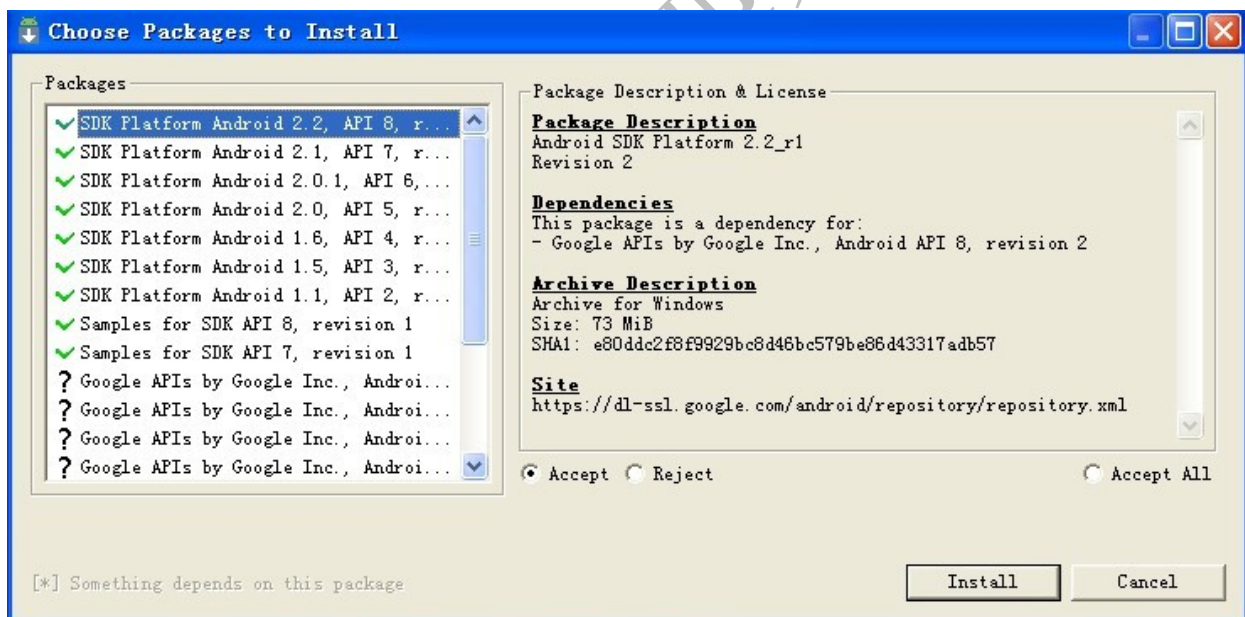 Choose Packages to Install
Packages
SDK Platform Android 2.2, API 8, r...
SDK Platform Android 2.1, API 7, r...
SDK Platform Android 2.0.1, API 6,...
SDK Platform Android 2.0, API 5, r...
SDK Platform Android 1.6, API 4, r...
SDK Platform Android 1.5, API 3, r...
SDK Platform Android 1.1, API 2, r...
Samples for SDK API 8, revision 1
Samples for SDK API 7, revision 1
? Google APIs by Google Inc., Androi...
? Google APIs by Google Inc., Androi...
? Google APIs by Google Inc., Androi...
? Google APIs by Google Inc., Androi...
Package Description & License
Package Description
Android SDK Platform 2.2_r1
Revision 2
Dependencies
This package is a dependency for:
- Google APIs by Google Inc., Android API 8, revision 2
Archive Description
Archive for Windows
Size: 73 MiB
SHA1: e80ddc2f8f9929bc8d46bc579be86d43317adb57
Site
https://dl-ssl.google.com/android/repository/repository.xml
Accept Reject Accept All
[*] Something depends on this package
Install Cancel